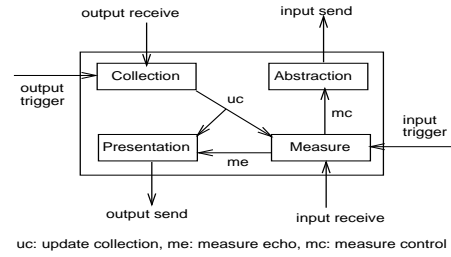 output receive
input send
Collection
Abstraction
output
trigger
uc
mc
input
trigger
Presentation
Measure
me
output send
input receive
uc: update collection, me: measure echo, mc: measure control